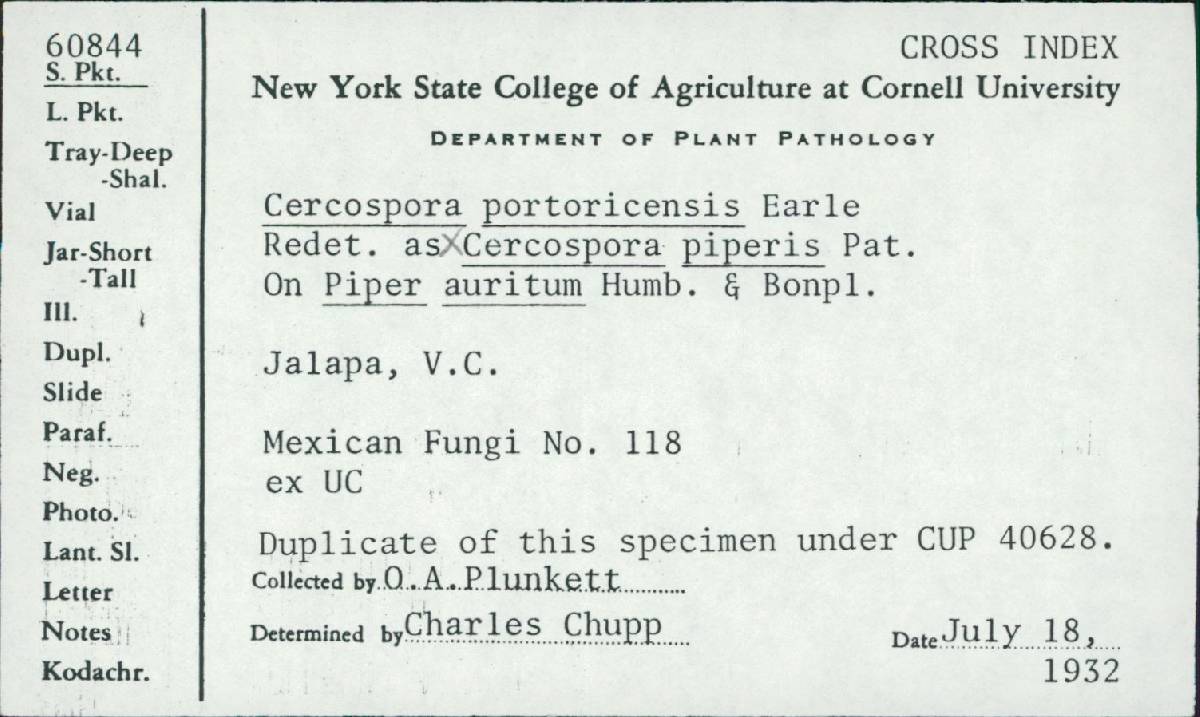 60844
S. Pkt.
L. Pkt.
Tray-Deep
-Shal.
Vial
Jar-Short
-Tall
Ill.
Dupl.
Slide
Paraf.
Neg.
Photo.
Lant. Sl.
Letter
Notes
Kodachr.
CROSS INDEX
New York State College of Agriculture at Cornell University
DEPARTMENT OF PLANT PATHOLOGY
Cercospora portoricensis Earle
Redet. as xCercospora piperis Pat.
On Piper auritum Humb. & Bonpl.
Jalapa, V.C.
Mexican Fungi No. 118
ex UC
Duplicate of this specimen under CUP 40628.
Collected by O.A.Plunkett
Determined by Charles Chupp
Date July 18,
1932